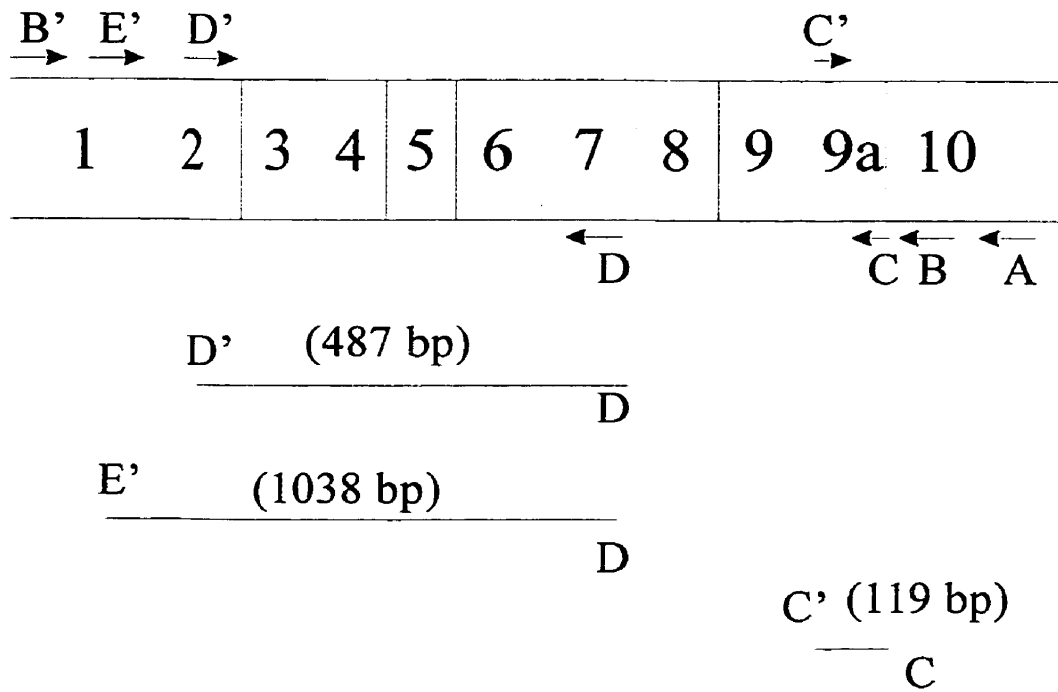 B’ E’ D’ C’
1 2 3 4 5 6 7 8 9 9a 10
D C B A
D’ (487 bp)
D
E’ (1038 bp)
D
C’ (119 bp)
C